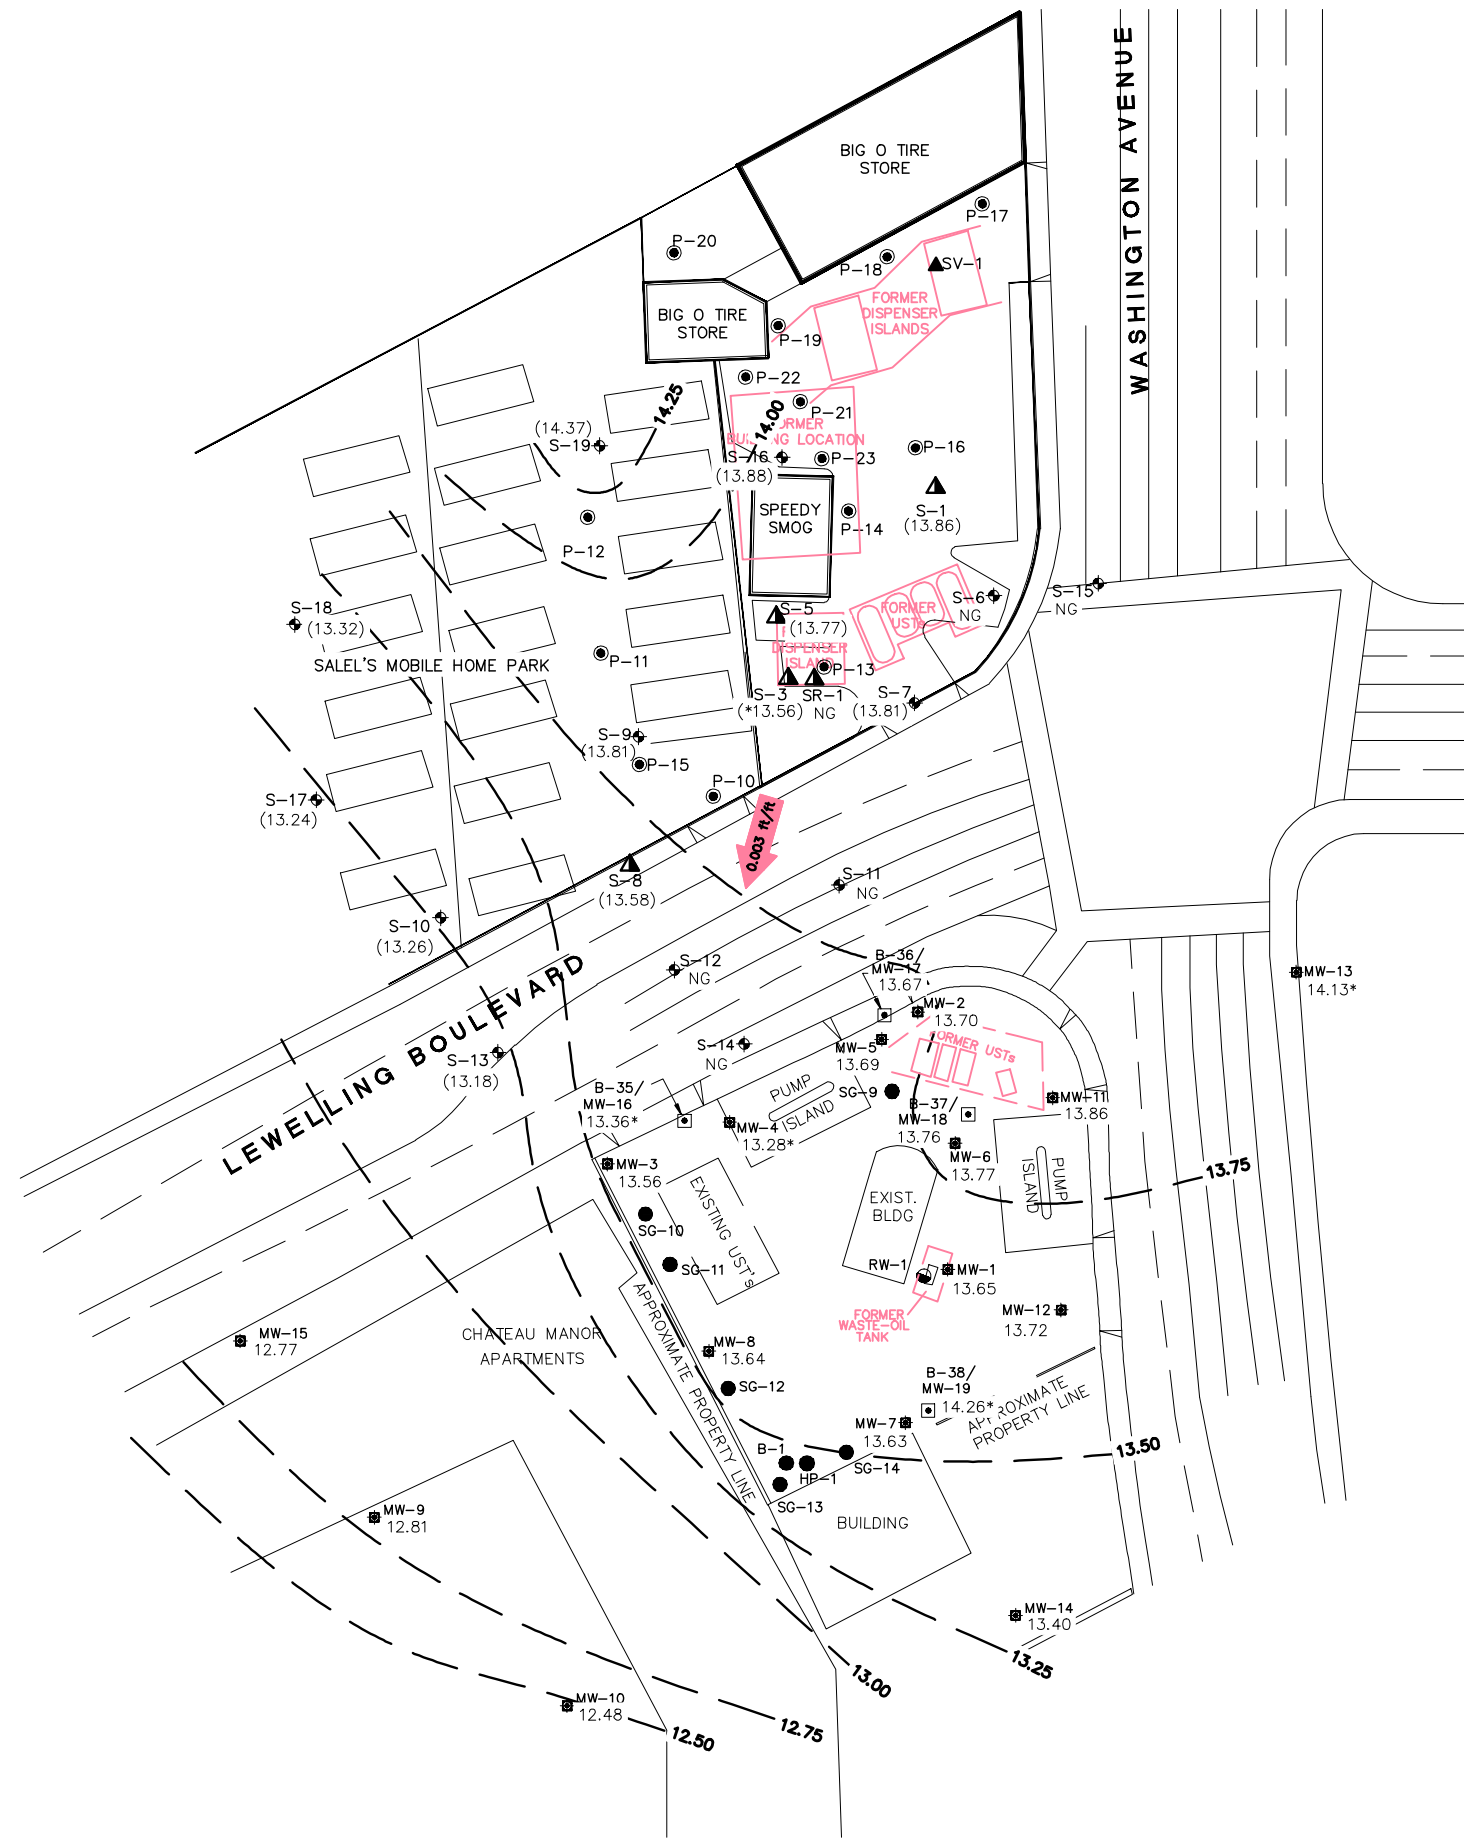 WASHINGTON AVENUE
BIG O TIRE
STORE
P-17
P-20
P-18
SV-1
FORMER
DISPENSER
ISLANDS
BIG O TIRE
STORE
P-19
P-22
14.25
14.00
P-21
(14.37)
S-19
BUILDING LOCATION
S-16
(13.88)
P-23
P-16
SPEEDY
SMOG
S-1
(13.86)
P-14
P-12
S-15
NG
S-6
NG
S-18
(13.32)
S-5
(13.77)
FORMER
USTs
DISPENSER
ISLAND
SALEL'S MOBILE HOME PARK
P-11
P-13
S-3
(*13.56)
SR-1
NG
S-7
(13.81)
S-9
(13.81)
P-15
P-10
S-17
(13.24)
0.003 ft/ft
S-8
(13.58)
S-11
NG
S-10
(13.26)
S-12
NG
B-36/
MW-17
13.67
MW-13
14.13*
LEWELLING BOULEVARD
MW-2
13.70
S-13
(13.18)
S-14
NG
MW-5
13.69
FORMER USTs
B-35/
MW-16
13.36*
PUMP
ISLAND
SG-9
B-37/
MW-18
13.76
MW-11
13.86
MW-4
13.28*
MW-6
13.77
MW-3
13.56
PUMP
ISLAND
13.75
EXISTING UST's
EXIST.
BLDG
SG-10
SG-11
RW-1
MW-1
13.65
APPROXIMATE PROPERTY LINE
FORMER
WASTE-OIL
TANK
MW-12
13.72
MW-15
12.77
CHATEAU MANOR
APARTMENTS
MW-8
13.64
SG-12
B-38/
MW-19
14.26*
APPROXIMATE
PROPERTY LINE
MW-7
13.63
13.50
B-1
HP-1
SG-14
SG-13
BUILDING
MW-9
12.81
MW-14
13.40
13.25
13.00
MW-10
12.48
12.75
12.50